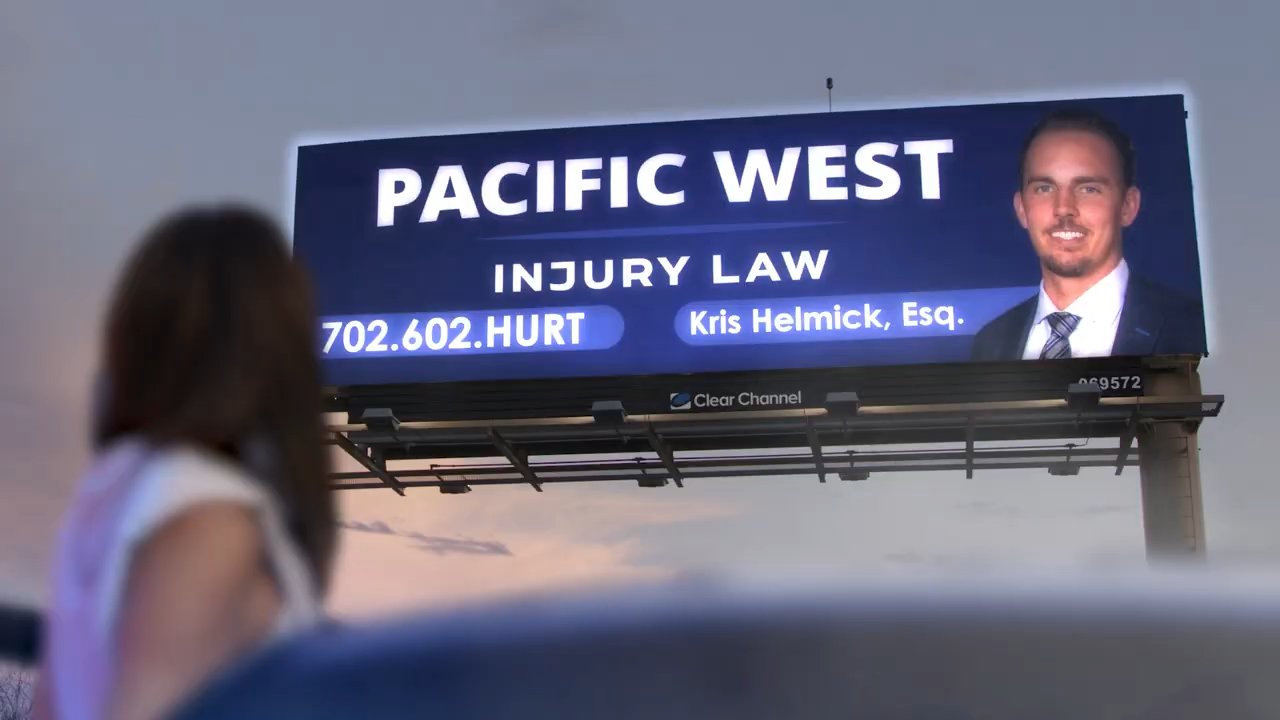 PACIFIC WEST
INJURY LAW
702.602.HURT
Kris Helmick, Esq.
Clear Channel
069572